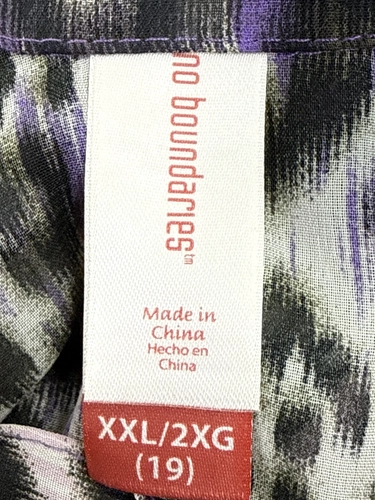 no boundaries™
Made in
China
Hecho en
China
XXL/2XG
(19)